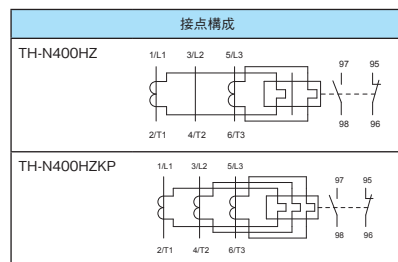 接点構成
TH-N400HZ
1/L1 3/L2 5/L3
97 95
98 96
2/T1 4/T2 6/T3
TH-N400HZKP
1/L1 3/L2 5/L3
97 95
98 96
2/T1 4/T2 6/T3